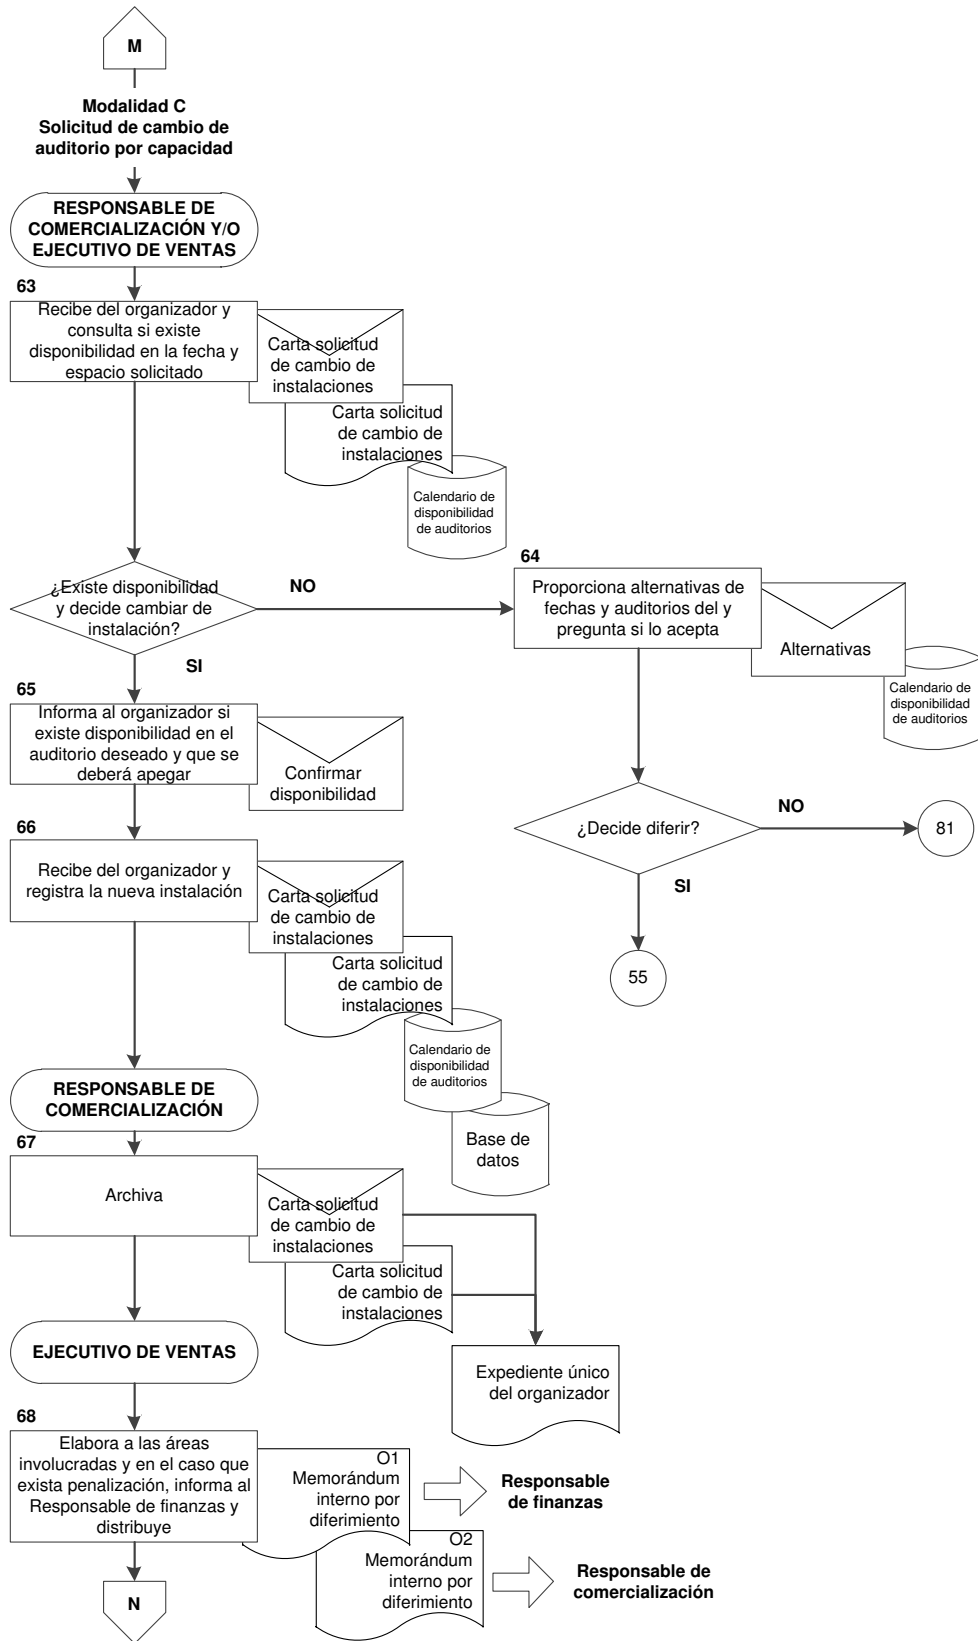 M
Modalidad C
Solicitud de cambio de
auditorio por capacidad
RESPONSABLE DE
COMERCIALIZACIÓN Y/O
EJECUTIVO DE VENTAS
63
Recibe del organizador y
consulta si existe
disponibilidad en la fecha y
espacio solicitado
Carta solicitud
de cambio de
instalaciones
Carta solicitud
de cambio de
instalaciones
Calendario de
disponibilidad
de auditorios
¿Existe disponibilidad
y decide cambiar de
instalación?
NO
SI
64
Proporciona alternativas de
fechas y auditorios del y
pregunta si lo acepta
Alternativas
Calendario de
disponibilidad
de auditorios
65
Informa al organizador si
existe disponibilidad en el
auditorio deseado y que se
deberá apegar
Confirmar
disponibilidad
¿Decide diferir?
NO
81
SI
55
66
Recibe del organizador y
registra la nueva instalación
Carta solicitud
de cambio de
instalaciones
Carta solicitud
de cambio de
instalaciones
Calendario de
disponibilidad
de auditorios
Base de
datos
RESPONSABLE DE
COMERCIALIZACIÓN
67
Archiva
Carta solicitud
de cambio de
instalaciones
Carta solicitud
de cambio de
instalaciones
Expediente único
del organizador
EJECUTIVO DE VENTAS
68
Elabora a las áreas
involucradas y en el caso que
exista penalización, informa al
Responsable de finanzas y
distribuye
O1
Memorándum
interno por
diferimiento
Responsable
de finanzas
O2
Memorándum
interno por
diferimiento
Responsable de
comercialización
N